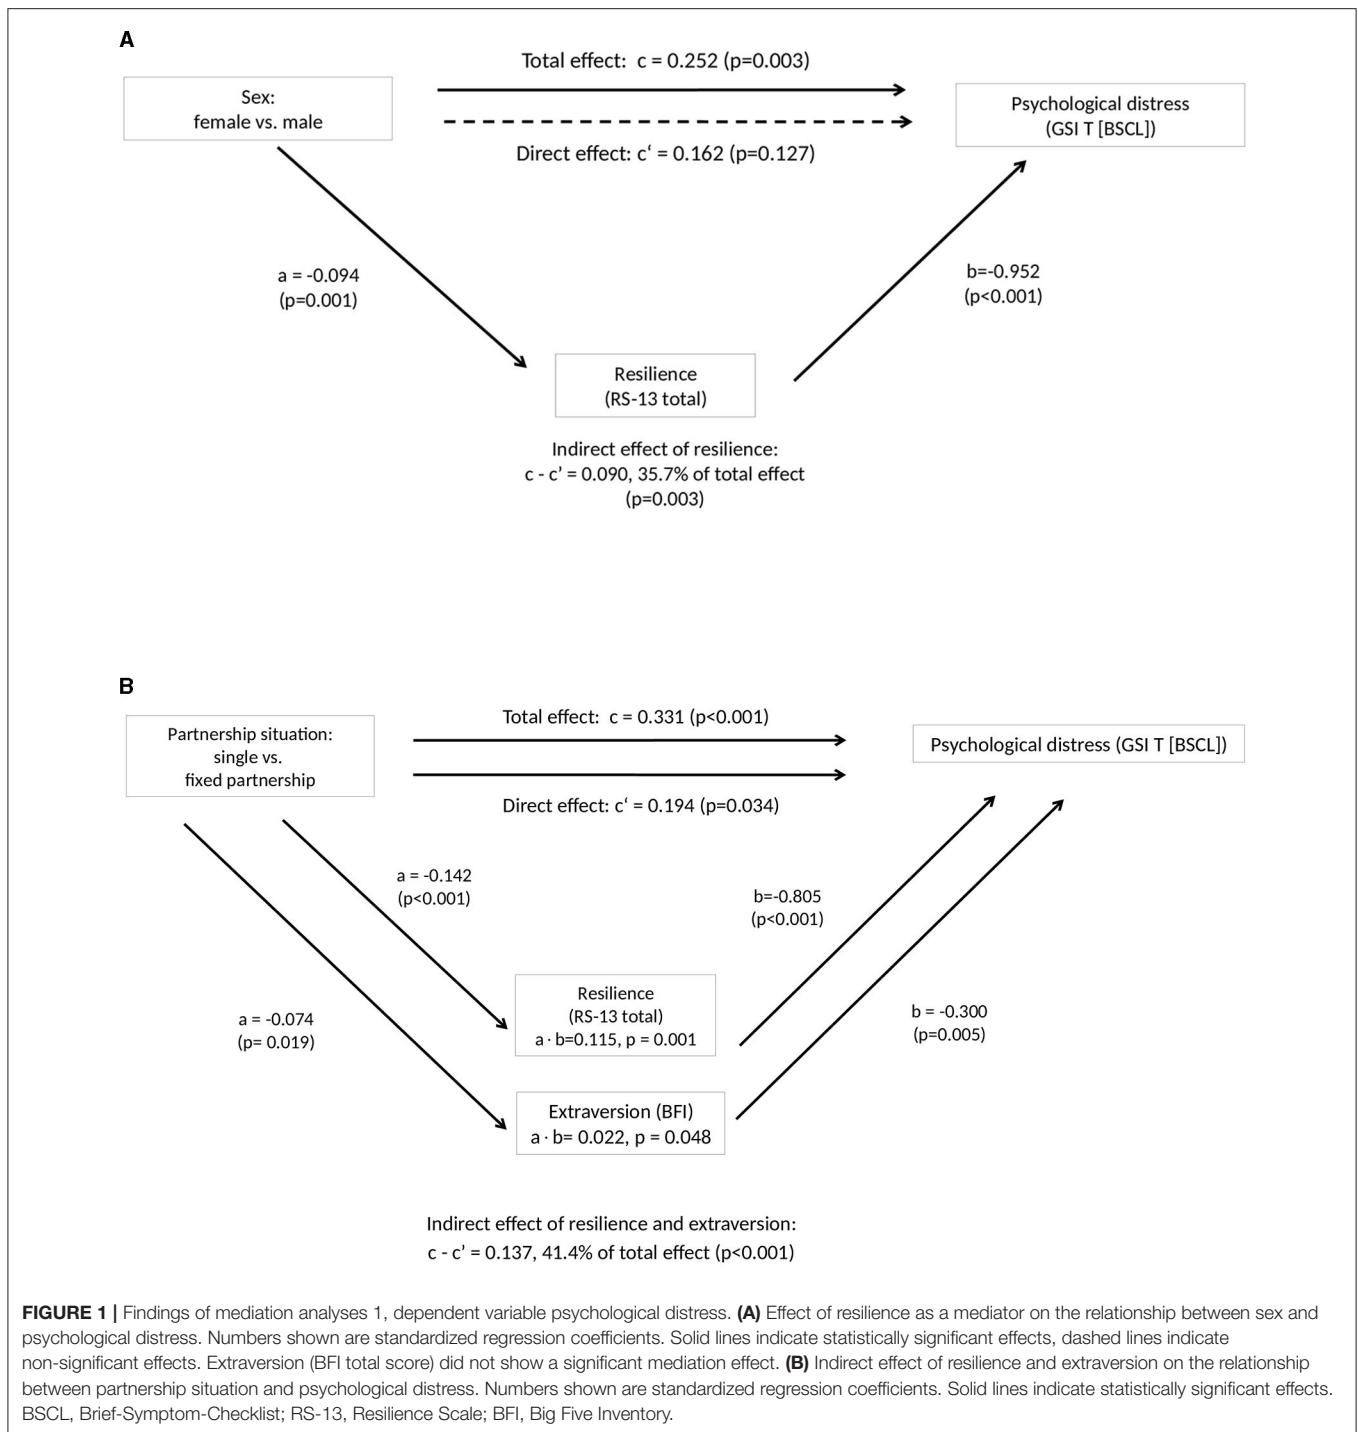 A
Total effect:  c = 0.252 (p=0.003)
Sex:
female vs. male
Psychological distress
(GSI T [BSCL])
Direct effect: c‘ = 0.162 (p=0.127)
a = -0.094
(p=0.001)
b=-0.952
(p<0.001)
Resilience
(RS-13 total)
Indirect effect of resilience:
c - c’ = 0.090, 35.7% of total effect
(p=0.003)
B
Total effect:  c = 0.331 (p<0.001)
Partnership situation:
single vs.
fixed partnership
Psychological distress (GSI T [BSCL])
Direct effect: c‘ = 0.194 (p=0.034)
a = -0.142
(p<0.001)
b=-0.805
(p<0.001)
a = -0.074
(p= 0.019)
Resilience
(RS-13 total)
a · b=0.115, p = 0.001
b = -0.300
(p=0.005)
Extraversion (BFI)
a · b= 0.022, p = 0.048
Indirect effect of resilience and extraversion:
c - c’ = 0.137, 41.4% of total effect (p<0.001)
FIGURE 1 | Findings of mediation analyses 1, dependent variable psychological distress. (A) Effect of resilience as a mediator on the relationship between sex and
psychological distress. Numbers shown are standardized regression coefficients. Solid lines indicate statistically significant effects, dashed lines indicate
non-significant effects. Extraversion (BFI total score) did not show a significant mediation effect. (B) Indirect effect of resilience and extraversion on the relationship
between partnership situation and psychological distress. Numbers shown are standardized regression coefficients. Solid lines indicate statistically significant effects.
BSCL, Brief-Symptom-Checklist; RS-13, Resilience Scale; BFI, Big Five Inventory.